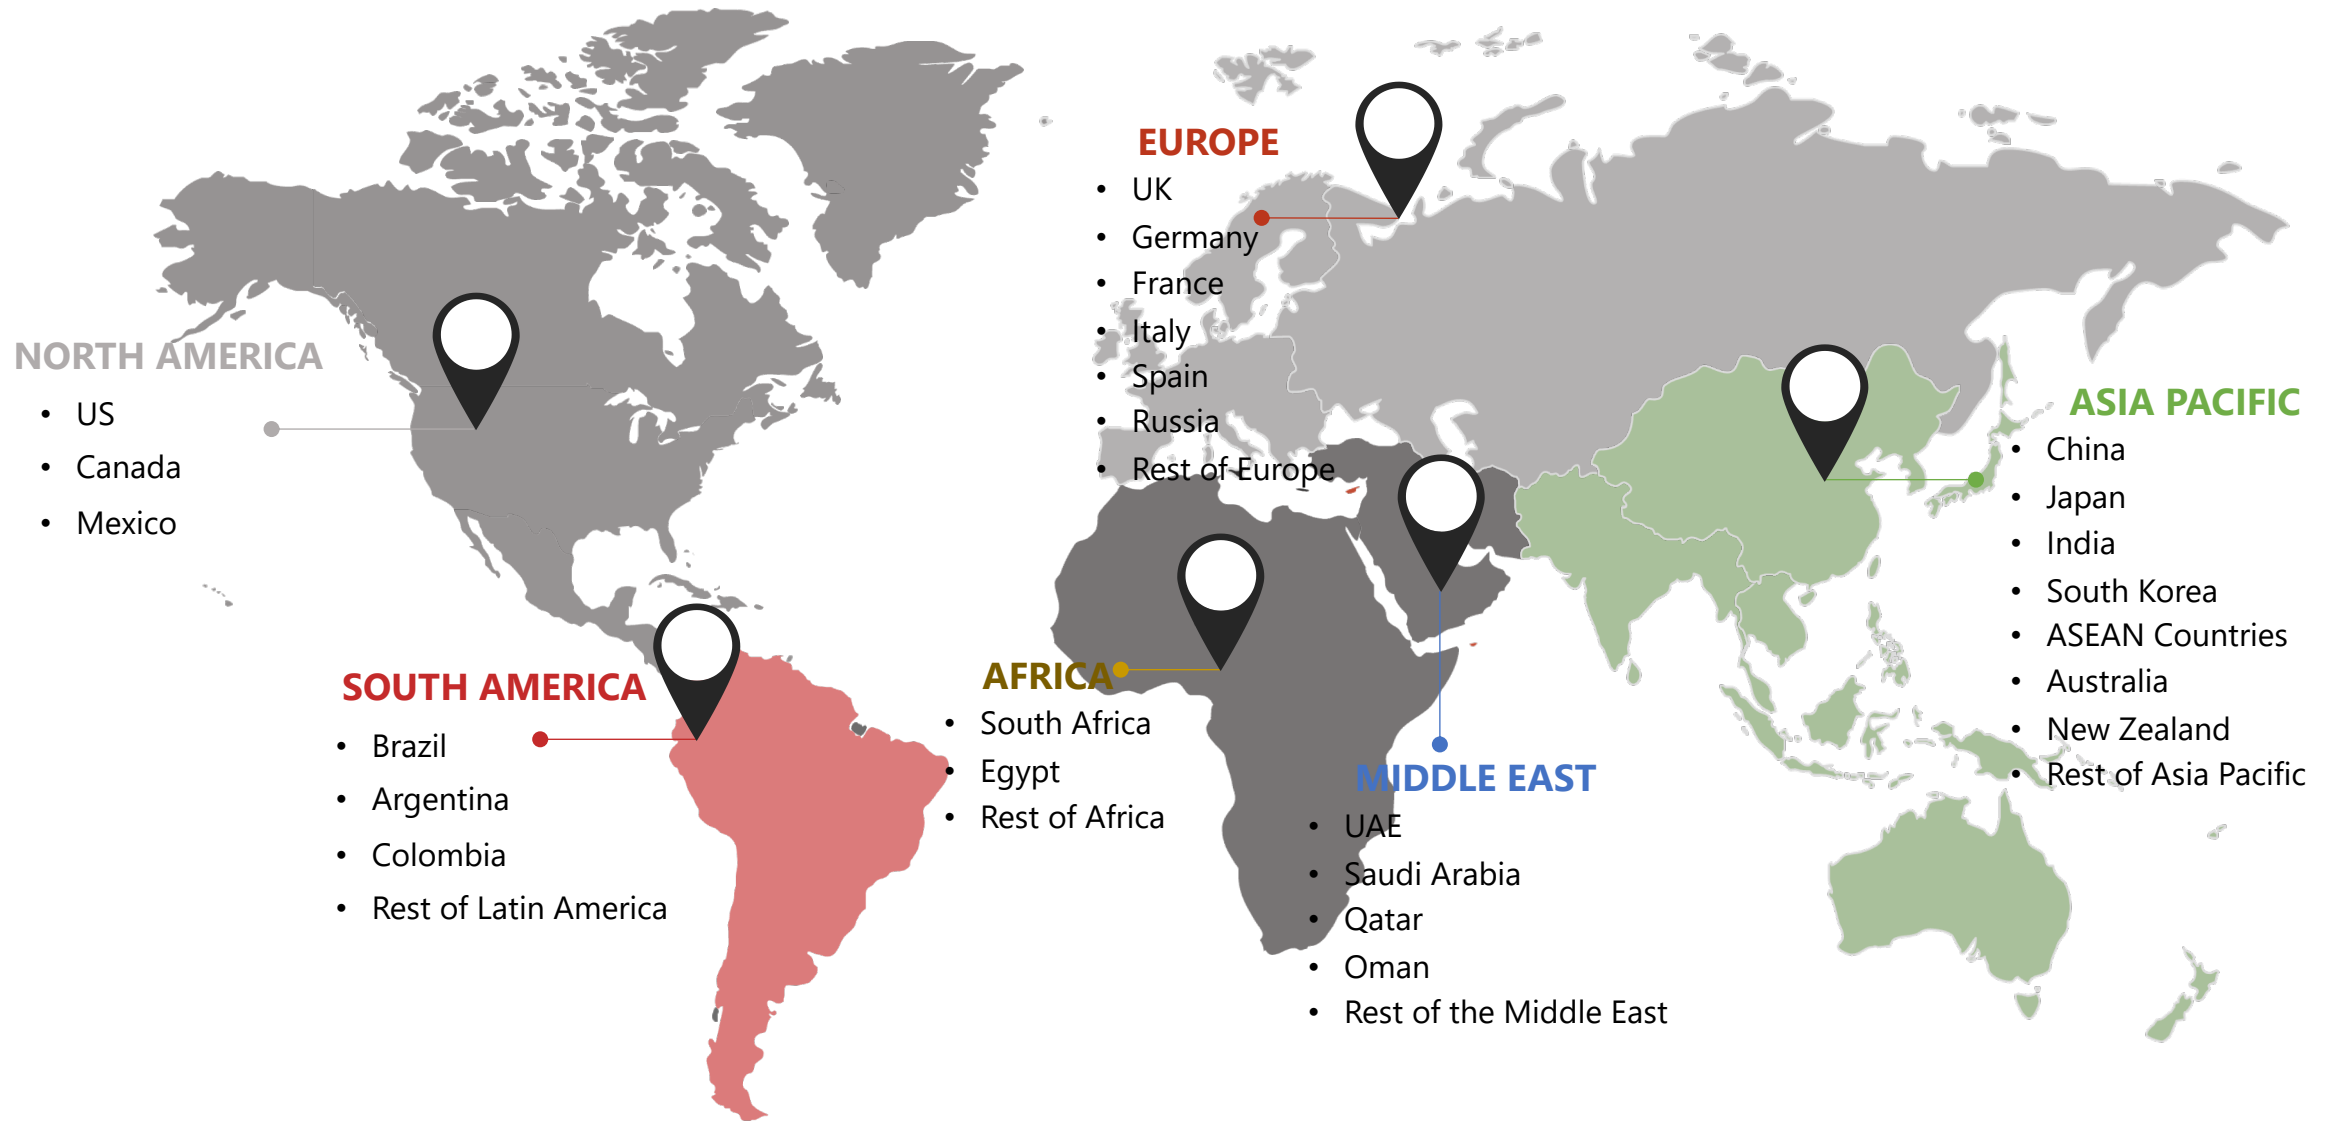 NORTH AMERICA
• US
• Canada
• Mexico
SOUTH AMERICA
• Brazil
• Argentina
• Colombia
• Rest of Latin America
EUROPE
• UK
• Germany
• France
• Italy
• Spain
• Russia
• Rest of Europe
AFRICA
• South Africa
• Egypt
• Rest of Africa
MIDDLE EAST
• UAE
• Saudi Arabia
• Qatar
• Oman
• Rest of the Middle East
ASIA PACIFIC
• China
• Japan
• India
• South Korea
• ASEAN Countries
• Australia
• New Zealand
• Rest of Asia Pacific